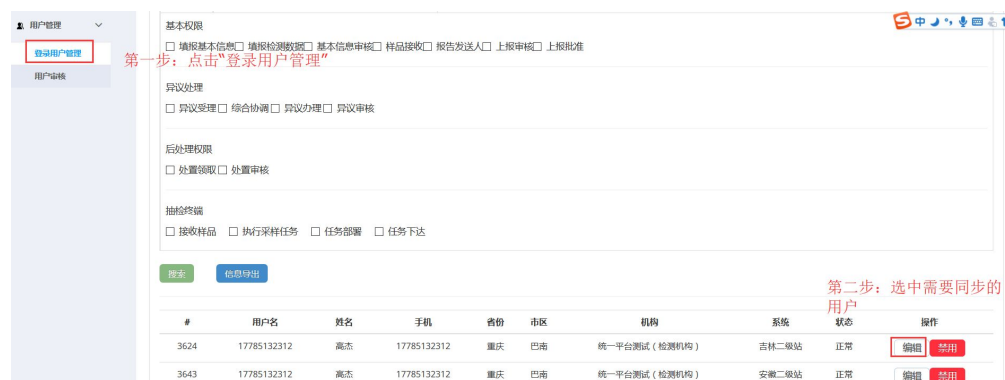 用户管理
登录用户管理
用户审核
第一步：点击“登录用户管理”
基本权限
填报基本信息 填报检测数据 基本信息审核 样品接收 报告发送人 上报审核 上报批准
异议处理
异议受理 综合协调 异议办理 异议审核
后处理权限
处置领取 处置审核
抽检终端
接收样品 执行采样任务 任务部署 任务下达
搜索 信息导出
第二步：选中需要同步的
用户
# 用户名 姓名 手机 省份 市区 机构 系统 状态 操作
3624 17785132312 高杰 17785132312 重庆 巴南 统一平台测试（检测机构） 吉林二级站 正常 编辑 禁用
3643 17785132312 高杰 17785132312 重庆 巴南 统一平台测试（检测机构） 安徽二级站 正常 编辑 禁用
中